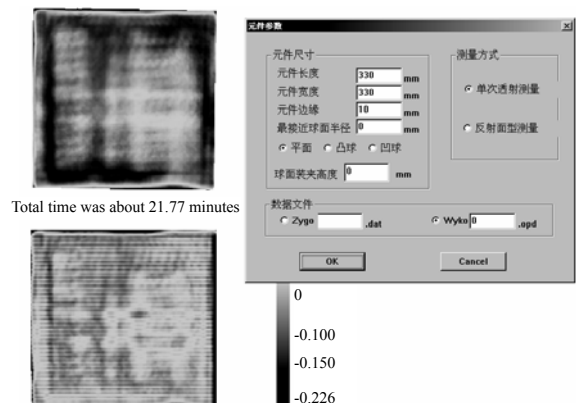 Total time was about 21.77 minutes
元件参数
元件尺寸
元件长度 330 mm
元件宽度 330 mm
元件边缘 10 mm
最接近球面半径 0 mm
平面 凸球 凹球
球面装夹高度 0 mm
测量方式
单次透射测量
反射面型测量
数据文件
Zygo .dat
Wyko 0 .opd
OK
Cancel
0
-0.100
-0.150
-0.226